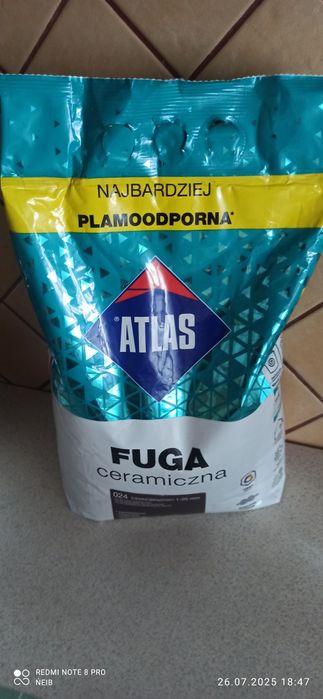 NAJBARDZIEJ
PLAMOODPORNA*
®ATLAS
FUGA
ceramiczna
024
REDMI NOTE 8 PRO
NEIB
26.07.2025 18:47